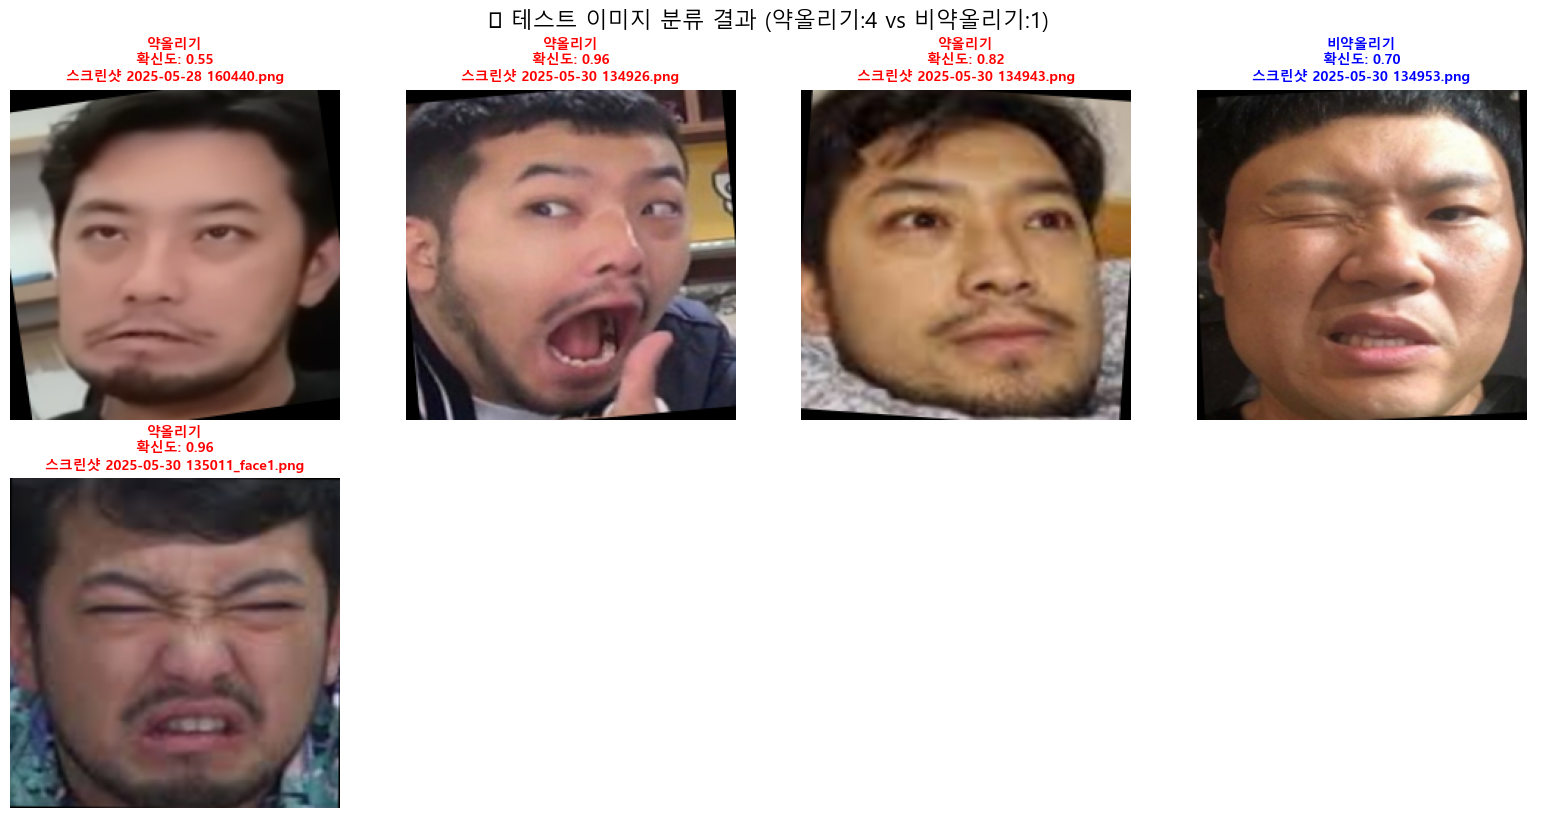 ▯ 테스트 이미지 분류 결과 (약올리기:4 vs 비약올리기:1)
약올리기
확신도: 0.55
스크린샷 2025-05-28 160440.png
약올리기
확신도: 0.96
스크린샷 2025-05-30 134926.png
약올리기
확신도: 0.82
스크린샷 2025-05-30 134943.png
비약올리기
확신도: 0.70
스크린샷 2025-05-30 134953.png
약올리기
확신도: 0.96
스크린샷 2025-05-30 135011_face1.png